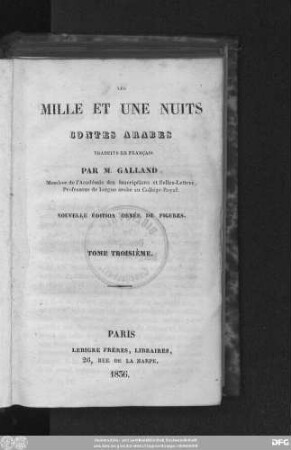 LES
MILLE ET UNE NUITS
CONTES ARABES
TRADUITS EN FRANÇAIS
PAR M. GALLAND
Membre de l'Académie des Inscriptions et Belles-Lettres,
Professeur de langue arabe au Collège Royal.
NOUVELLE ÉDITION ORNÉE DE FIGURES.
TOME TROISIÈME.
PARIS
LEBIGRE FRÈRES, LIBRAIRES,
26, RUE DE LA HARPE.
1836.
DFG